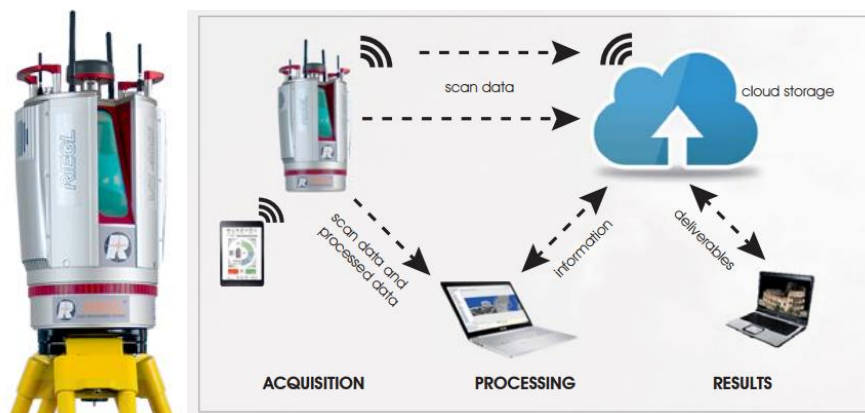 RIEGL
scan data
cloud storage
scan data and
processed data
information
deliverables
ACQUISITION
PROCESSING
RESULTS